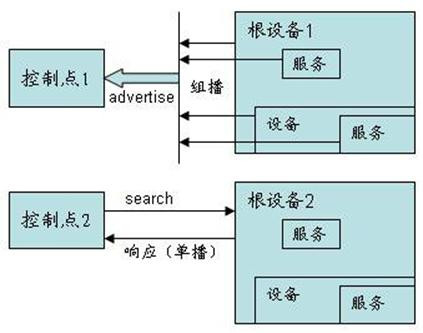 根设备1
服务
控制点1
advertise
组播
设备
服务
控制点2
search
响应（单播）
根设备2
服务
设备
服务